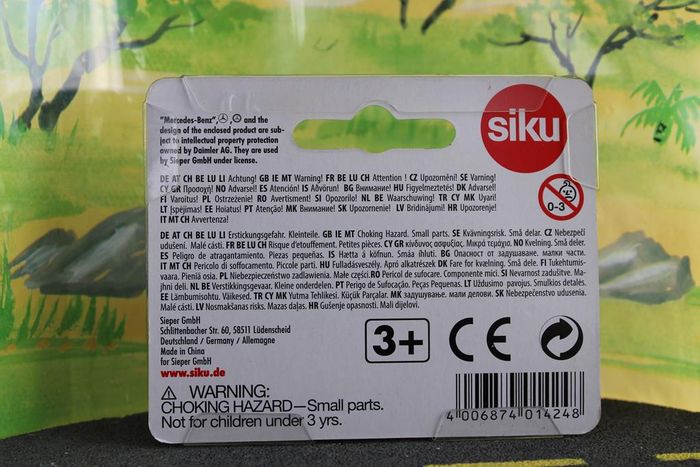 "Mercedes-Benz", and the
design of the enclosed product are sub-
ject to intellectual property protection
owned by Daimler AG. They are used
by Sieper GmbH under license.
siku
0-3
DE AT CH BE LU LI Achtung! GB IE MT Warning! FR BE LU CH Attention ! CZ Upozornění! SE Varning!
CY GR Προσοχή! NO Advarsel! ES Atención! IS Aðvörun! BG Внимание! HU Figyelmeztetés! DK Advarsel!
FI Varoitus! PL Ostrzeżenie! RO Avertisment! SI Opozorilo! NL BE Waarschuwing! TR CY MK Uyari!
LT Įspėjimas! EE Hoiatus! PT Atenção! MK Внимание! SK Upozornenie! LV Brīdinājumi! HR Upozorenje!
IT MT CH Avvertenza!
DE AT CH BE LU LI Erstickungsgefahr. Kleinteile. GB IE MT Choking Hazard. Small parts. SE Kvävningsrisk. Små delar. CZ Nebezpečí
udušení. Malé části. FR BE LU CH Risque d'etouffement. Petites pièces. CY GR κίνδυνος ασφυξίας. Μικρά τεμάχια. NO Kvelning. Små deler.
ES Peligro de atragantamiento. Piezas pequeñas. IS Hætta á köfnun. Smáa hluti. BG Опасност от задушаване. малки части.
IT MT CH Pericolo di soffocamento. Piccole parti. HU Fulladásveszély. Apró alkatrészek DK Fare for kvælning. Små dele. FI Tukehtumis-
vaara. Pieniä osia. PL Niebezpieczeństwo zadławienia. Małe części. RO Pericol de sufocare. Componente mici. SI Nevarnost zadušitve. Ma-
jhni deli. NL BE Verstikkingsgevaar. Kleine onderdelen. PT Perigo de Sufocação. Peças Pequenas. LT Uždusimo pavojus. Smulkios detalės.
EE Lämbumisohtu. Väikesed. TR CY MK Yutma Tehlikesi. Küçük Parçalar. MK задушување. мали делови. SK Nebezpečenstvo udusenia.
Malé části. LV Nosmakšanas risks. Mazas daļas. HR Gušenje opasnosti. Mali dijelovi.
Sieper GmbH
Schlittenbacher Str. 60, 58511 Lüdenscheid
Deutschland / Germany / Allemagne
Made in China
for Sieper GmbH
www.siku.de
3+
CE
WARNING:
CHOKING HAZARD—Small parts.
Not for children under 3 yrs.
4 006874 014248